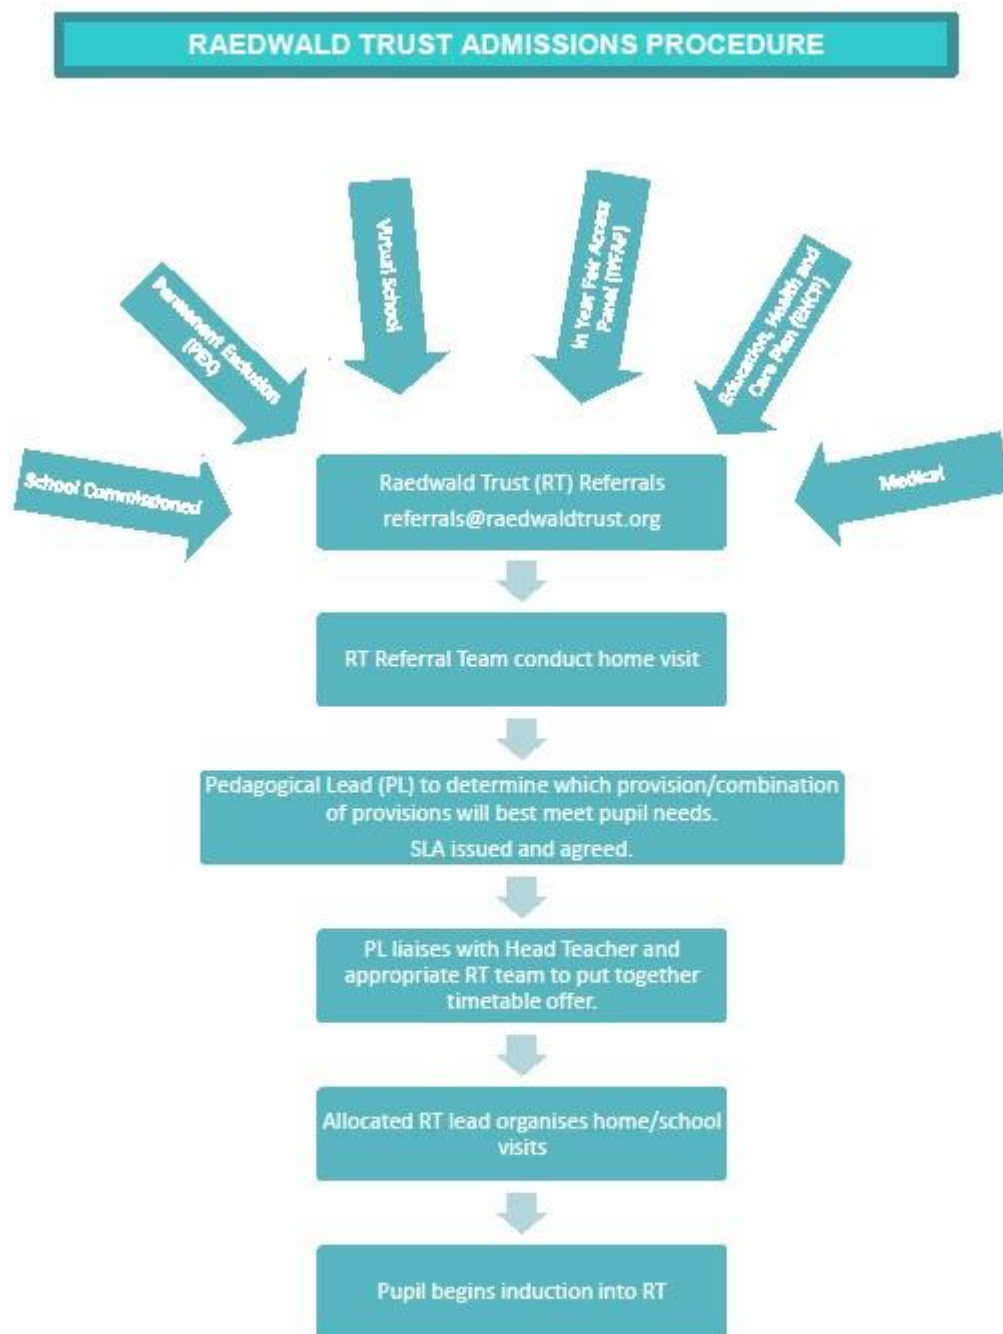 RAEDWALD TRUST ADMISSIONS PROCEDURE
School Commissioned
Permanent Exclusion
(PEX)
Virtual School
In Year Fair Access
Panel (IYFAP)
Education, Health and
Care Plan (EHCP)
Medical
Raedwald Trust (RT) Referrals
referrals@raedwaldtrust.org
RT Referral Team conduct home visit
Pedagogical Lead (PL) to determine which provision/combination
of provisions will best meet pupil needs.
SLA issued and agreed.
PL liaises with Head Teacher and
appropriate RT team to put together
timetable offer.
Allocated RT lead organises home/school
visits
Pupil begins induction into RT